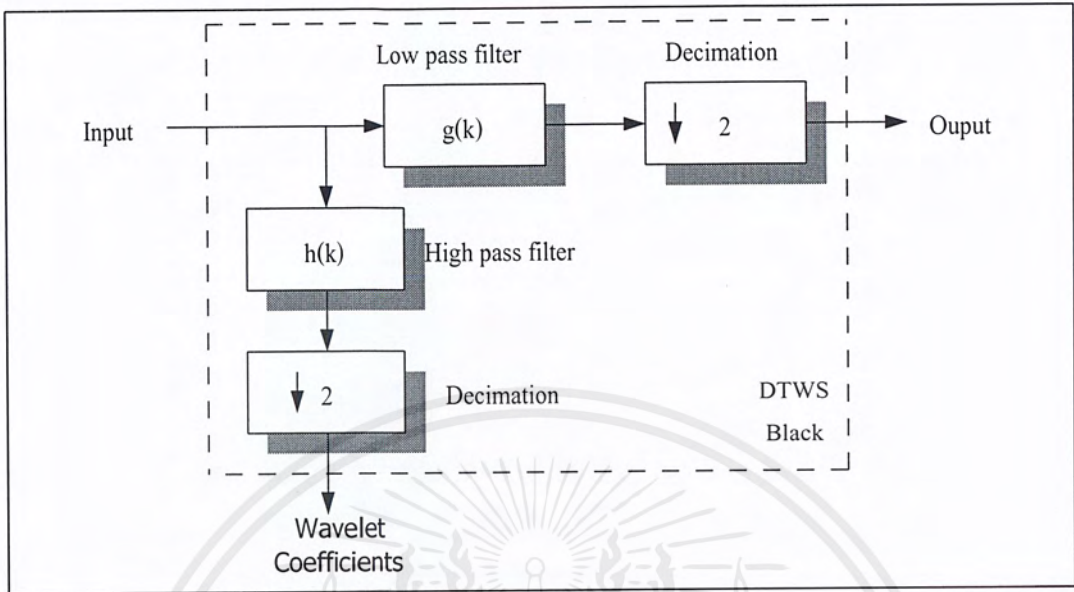 Low pass filter
Decimation
Input
g(k)
2
Ouput
h(k)
High pass filter
2
Decimation
DTWS
Black
Wavelet
Coefficients